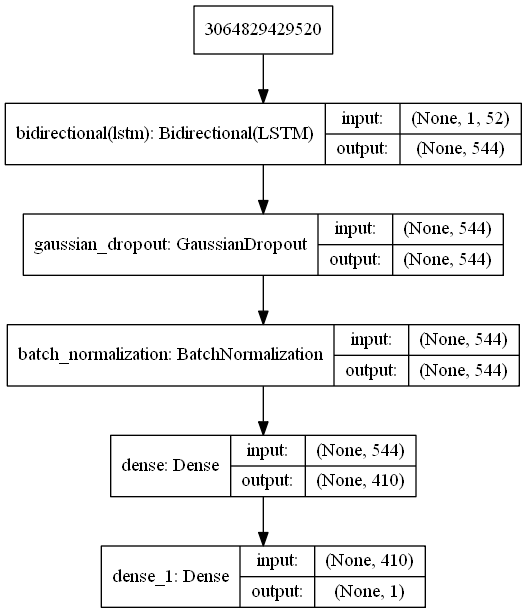 3064829429520
bidirectional(lstm): Bidirectional(LSTM)
input: (None, 1, 52)
output: (None, 544)
gaussian_dropout: GaussianDropout
input: (None, 544)
output: (None, 544)
batch_normalization: BatchNormalization
input: (None, 544)
output: (None, 544)
dense: Dense
input: (None, 544)
output: (None, 410)
dense_1: Dense
input: (None, 410)
output: (None, 1)